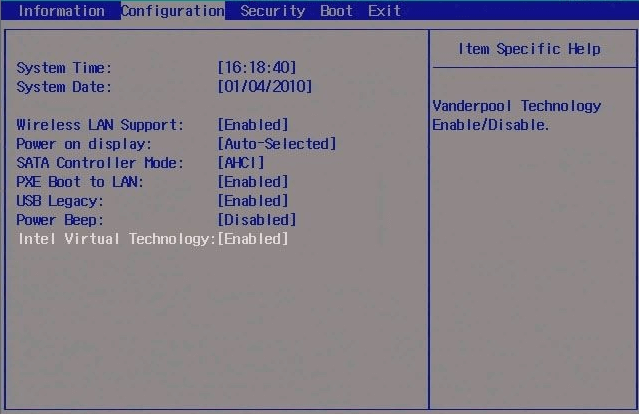 Information Configuration Security Boot Exit
Item Specific Help
System Time: [16:18:40]
System Date: [01/04/2010]
Vanderpool Technology
Enable/Disable.
Wireless LAN Support: [Enabled]
Power on display: [Auto-Selected]
SATA Controller Mode: [AHCI]
PXE Boot to LAN: [Enabled]
USB Legacy: [Enabled]
Power Beep: [Disabled]
Intel Virtual Technology:[Enabled]